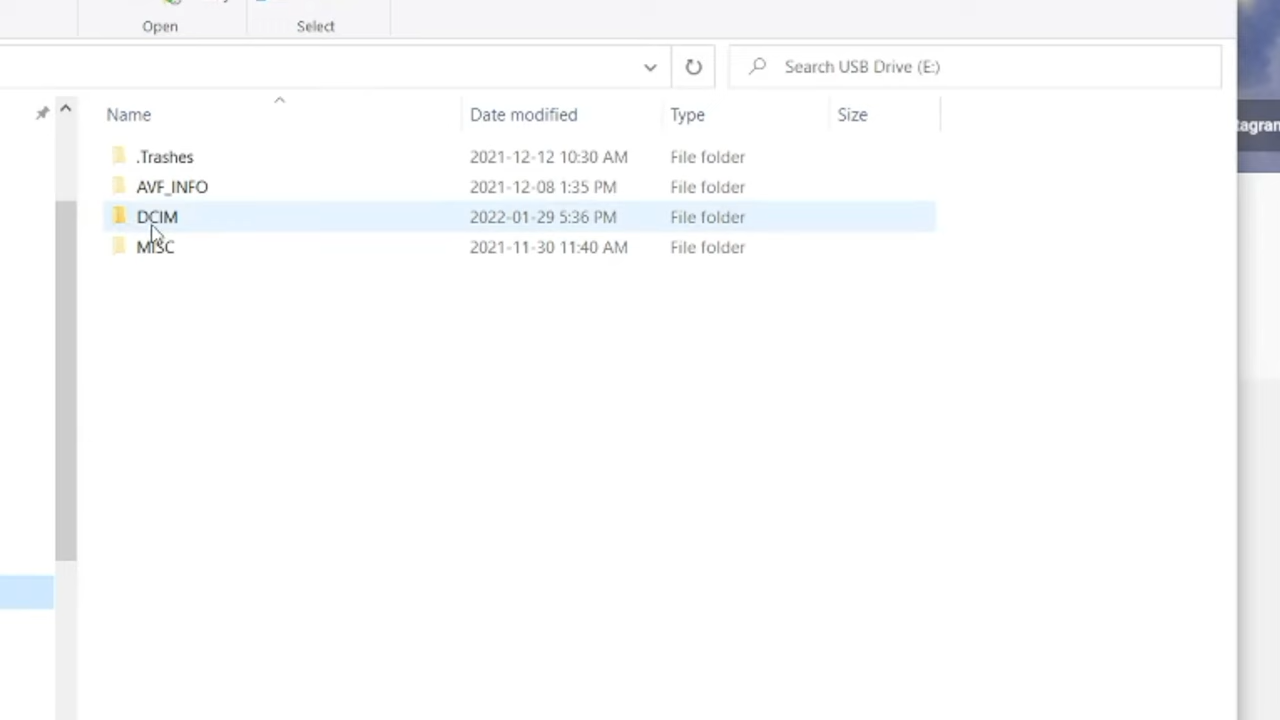 Open Select
Search USB Drive (E:)
tagram
Name Date modified Type Size
.Trashes 2021-12-12 10:30 AM File folder
AVF_INFO 2021-12-08 1:35 PM File folder
DCIM 2022-01-29 5:36 PM File folder
MISC 2021-11-30 11:40 AM File folder